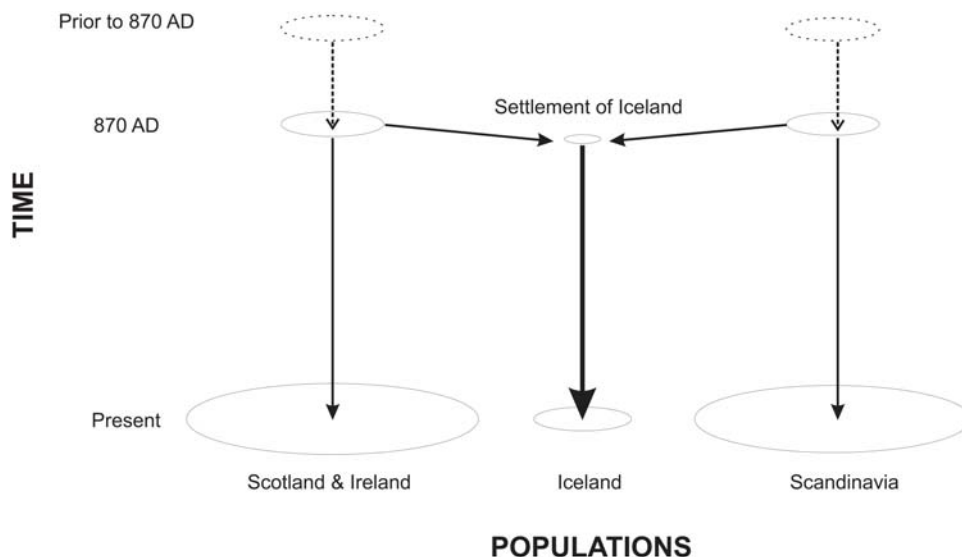 Prior to 870 AD
870 AD
Settlement of Iceland
TIME
Present
Scotland & Ireland
Iceland
Scandinavia
POPULATIONS